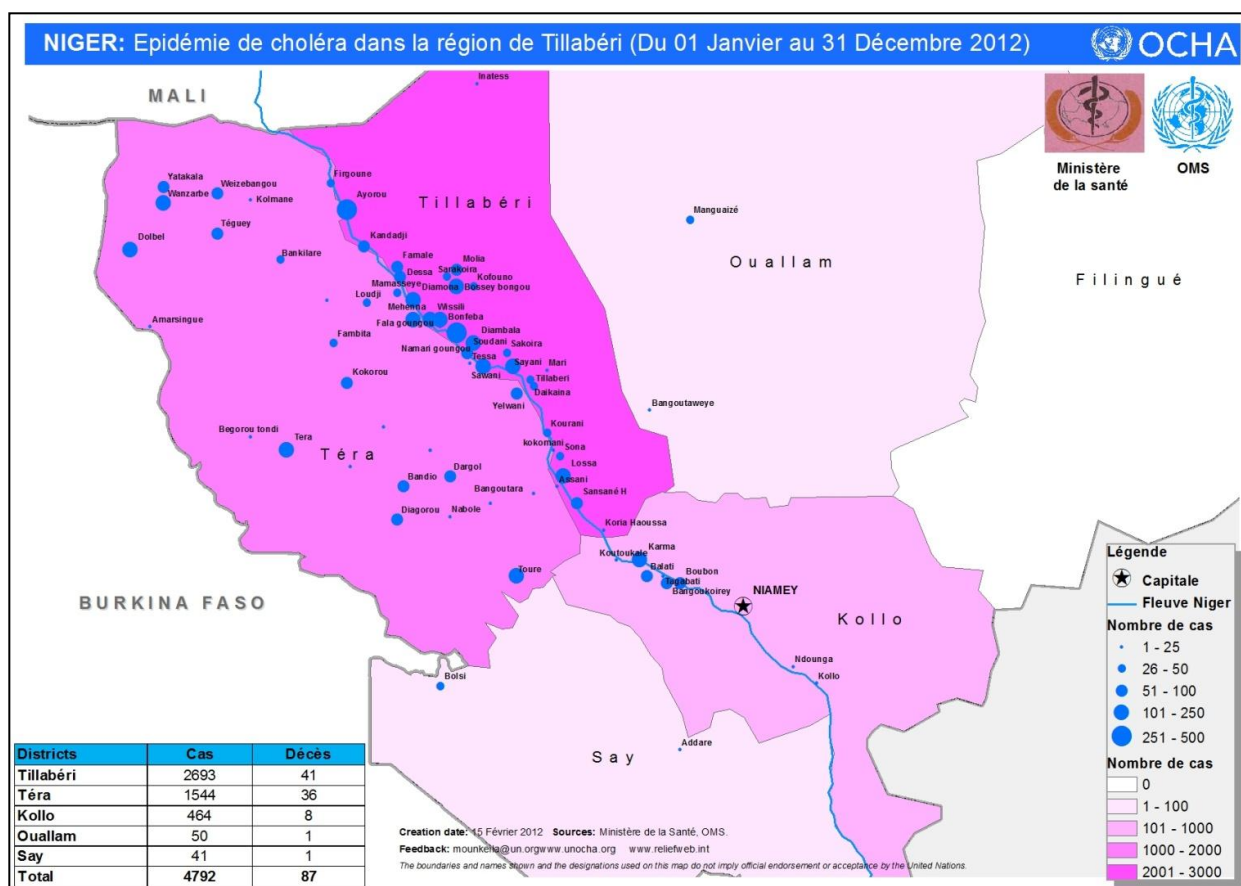 NIGER: Epidémie de choléra dans la région de Tillabéri (Du 01 Janvier au 31 Décembre 2012)
OCHA
MALI
Inatess
Ministère
de la santé
OMS
Yatakala
Weizebangou
Wanzarbe
Kolmane
Firgoune
Ayorou
Tillabéri
Manguaizé
Téguey
Dolbel
Bankilare
Kandadji
Ouallam
Filingué
Famale
Molia
Dessa
Sarakoira
Kofouno
Mamasseye
Diamona
Bossey bongou
Loudji
Mehenna
Wissili
Fala goungou
Bonfeba
Amarsingue
Fambita
Diambala
Soudani
Namari goungou
Sakoira
Tessa
Mari
Sawani
Sayani
Kokorou
Tillaberi
Daikaina
Yelwani
Bangoutaweye
Begorou tondi
Tera
Téra
Kourani
kokomani
Sona
Lossa
Dargol
Bandio
Assani
Bangoutara
Sansané H
Diagorou
Nabole
Koria Haoussa
Koutoukale
Karma
Balati
Boubon
Toure
Tagabati
Bangoukoirey
NIAMEY
BURKINA FASO
Kollo
Ndounga
Kollo
Bolsi
Addare
Say
Légende
Capitale
Fleuve Niger
Nombre de cas
1 - 25
26 - 50
51 - 100
101 - 250
251 - 500
Nombre de cas
0
1 - 100
101 - 1000
1000 - 2000
2001 - 3000
Districts Cas Décès
Tillabéri 2693 41
Téra 1544 36
Kollo 464 8
Ouallam 50 1
Say 41 1
Total 4792 87
Creation date: 15 Février 2012 Sources: Ministère de la Santé, OMS.
Feedback: mounkeila@un.orgwww.unocha.org www.reliefweb.int
The boundaries and names shown and the designations used on this map do not imply official endorsement or acceptance by the United Nations.